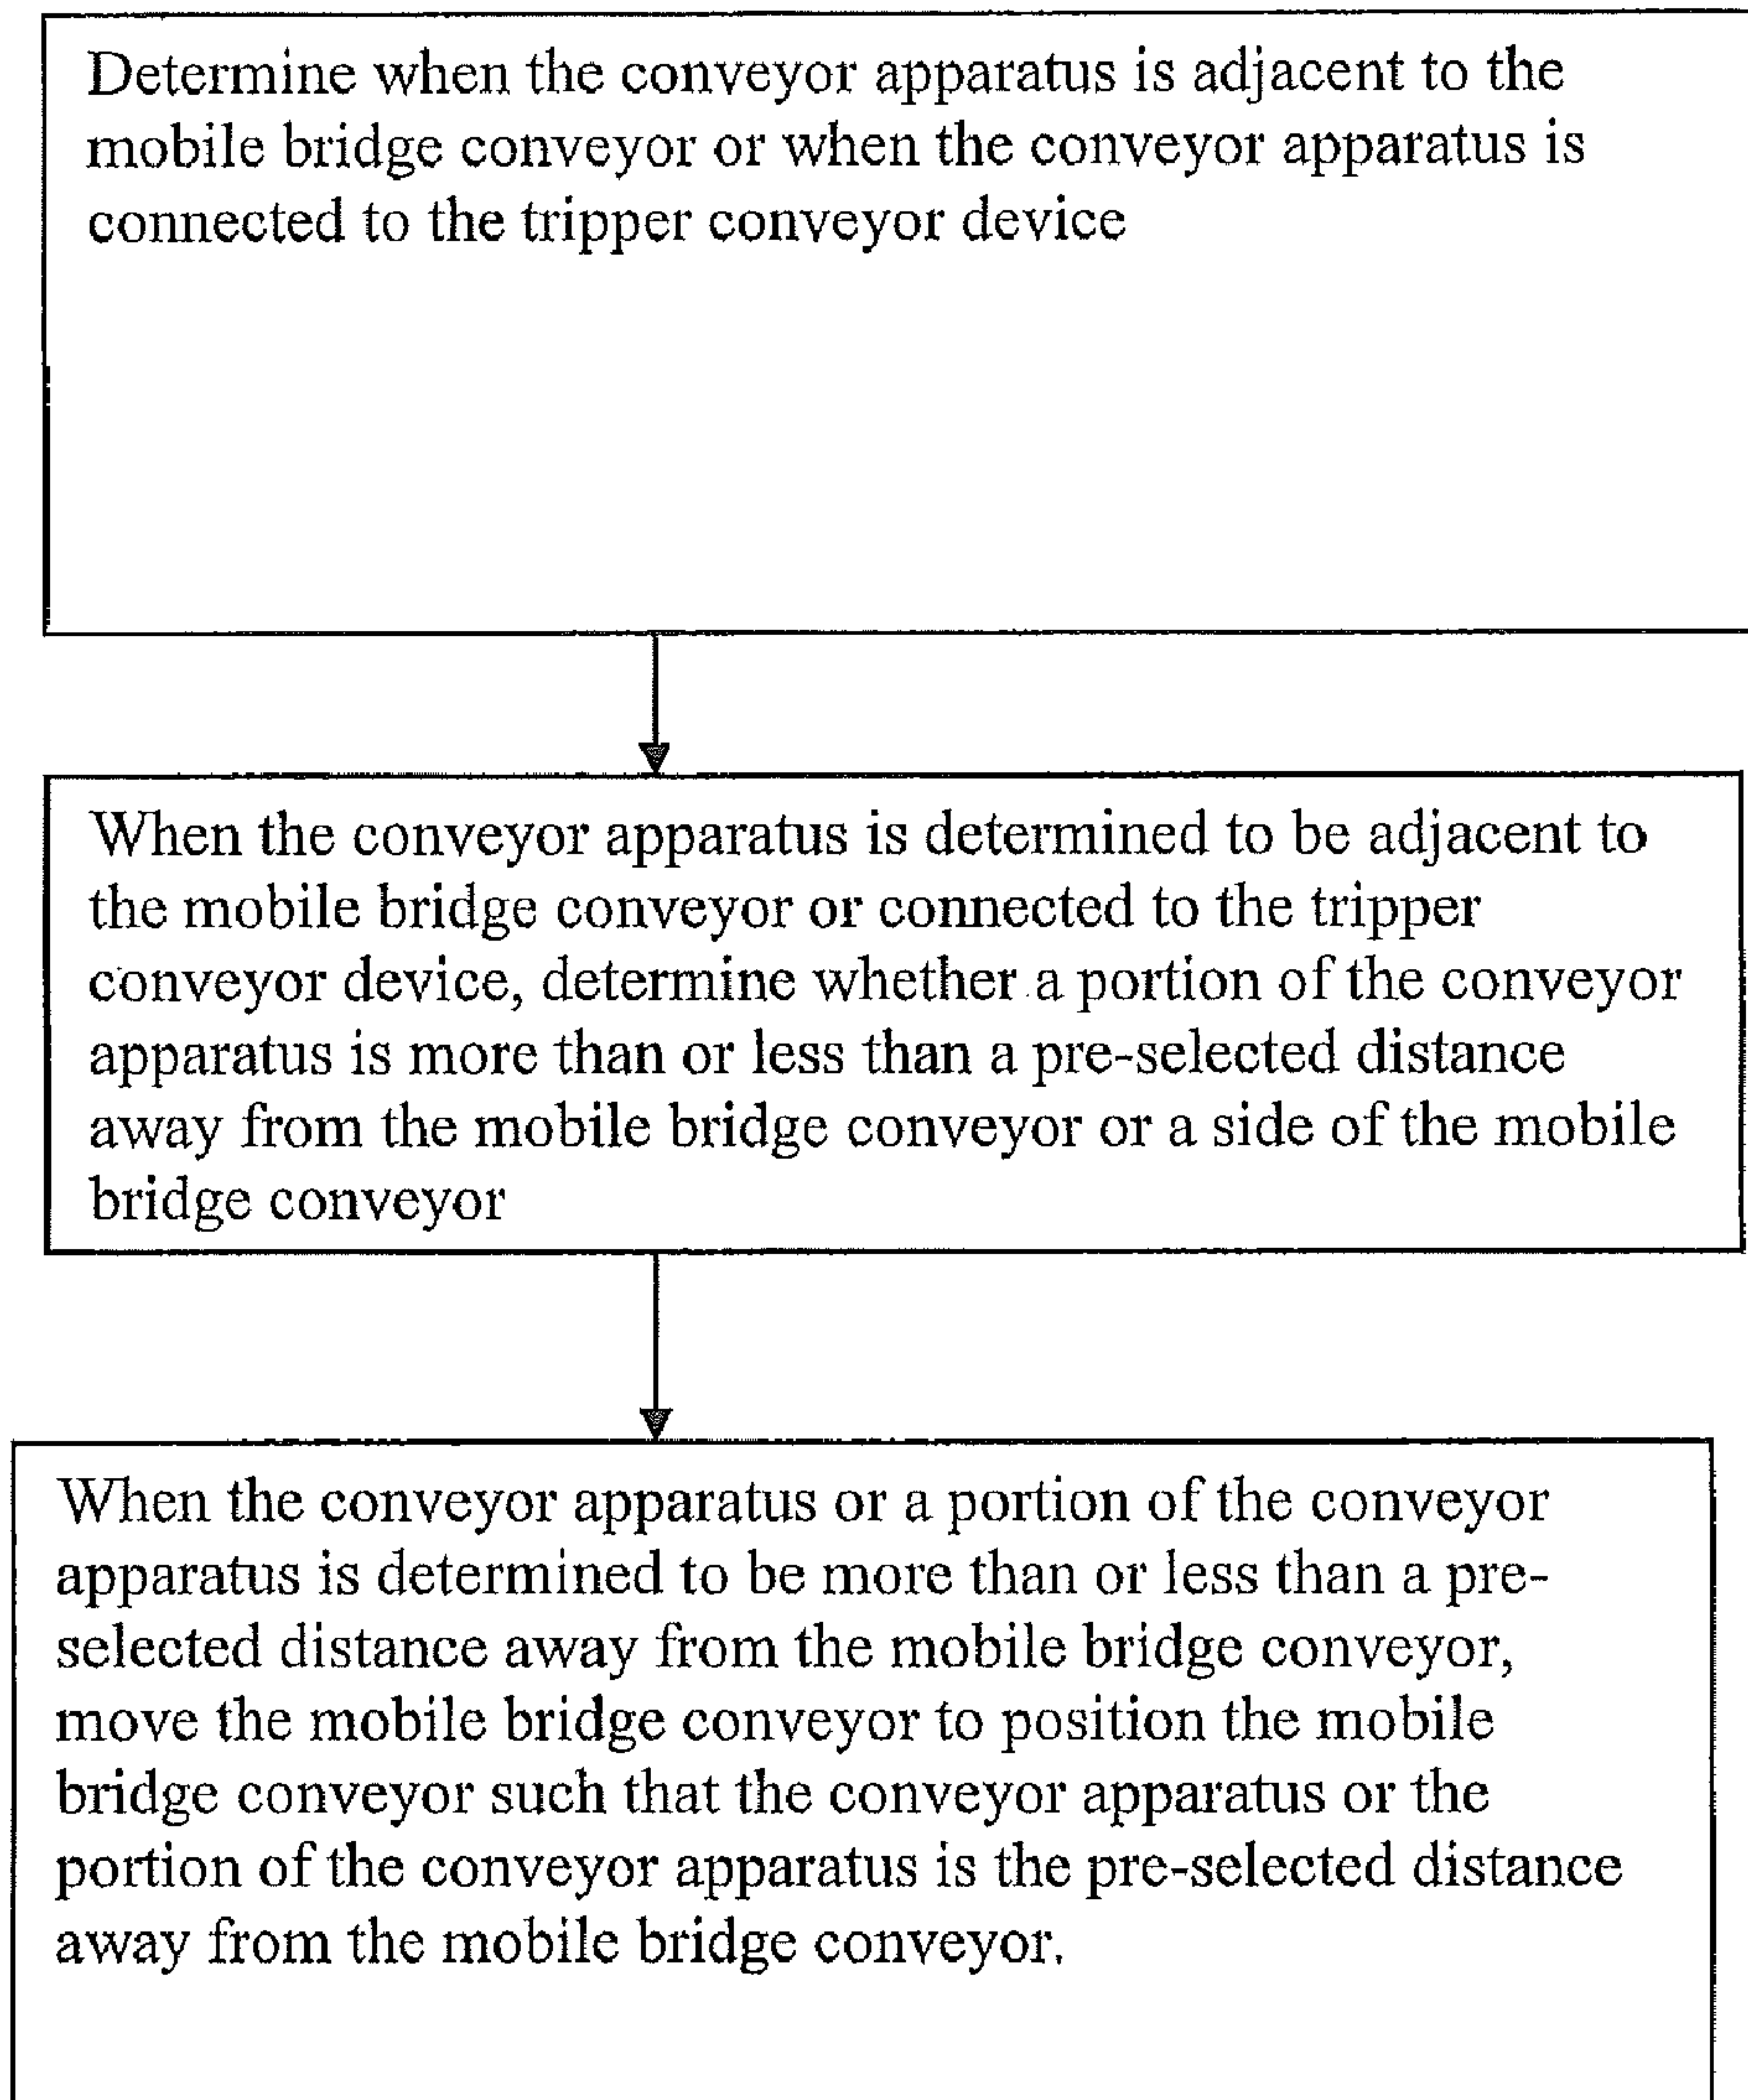 Determine when the conveyor apparatus is adjacent to the
mobile bridge conveyor or when the conveyor apparatus is
connected to the tripper conveyor device
When the conveyor apparatus is determined to be adjacent to
the mobile bridge conveyor or connected to the tripper
conveyor device, determine whether a portion of the conveyor
apparatus is more than or less than a pre-selected distance
away from the mobile bridge conveyor or a side of the mobile
bridge conveyor
When the conveyor apparatus or a portion of the conveyor
apparatus is determined to be more than or less than a pre-
selected distance away from the mobile bridge conveyor,
move the mobile bridge conveyor to position the mobile
bridge conveyor such that the conveyor apparatus or the
portion of the conveyor apparatus is the pre-selected distance
away from the mobile bridge conveyor.